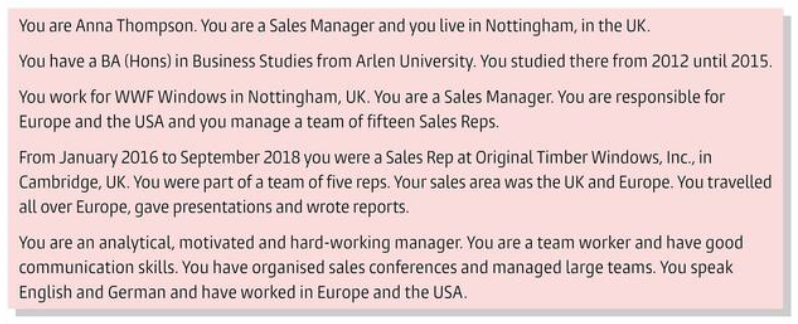 You are Anna Thompson. You are a Sales Manager and you live in Nottingham, in the UK.
You have a BA (Hons) in Business Studies from Arlen University. You studied there from 2012 until 2015.
You work for WWF Windows in Nottingham, UK. You are a Sales Manager. You are responsible for
Europe and the USA and you manage a team of fifteen Sales Reps.
From January 2016 to September 2018 you were a Sales Rep at Original Timber Windows, Inc., in
Cambridge, UK. You were part of a team of five reps. Your sales area was the UK and Europe. You travelled
all over Europe, gave presentations and wrote reports.
You are an analytical, motivated and hard-working manager. You are a team worker and have good
communication skills. You have organised sales conferences and managed large teams. You speak
English and German and have worked in Europe and the USA.